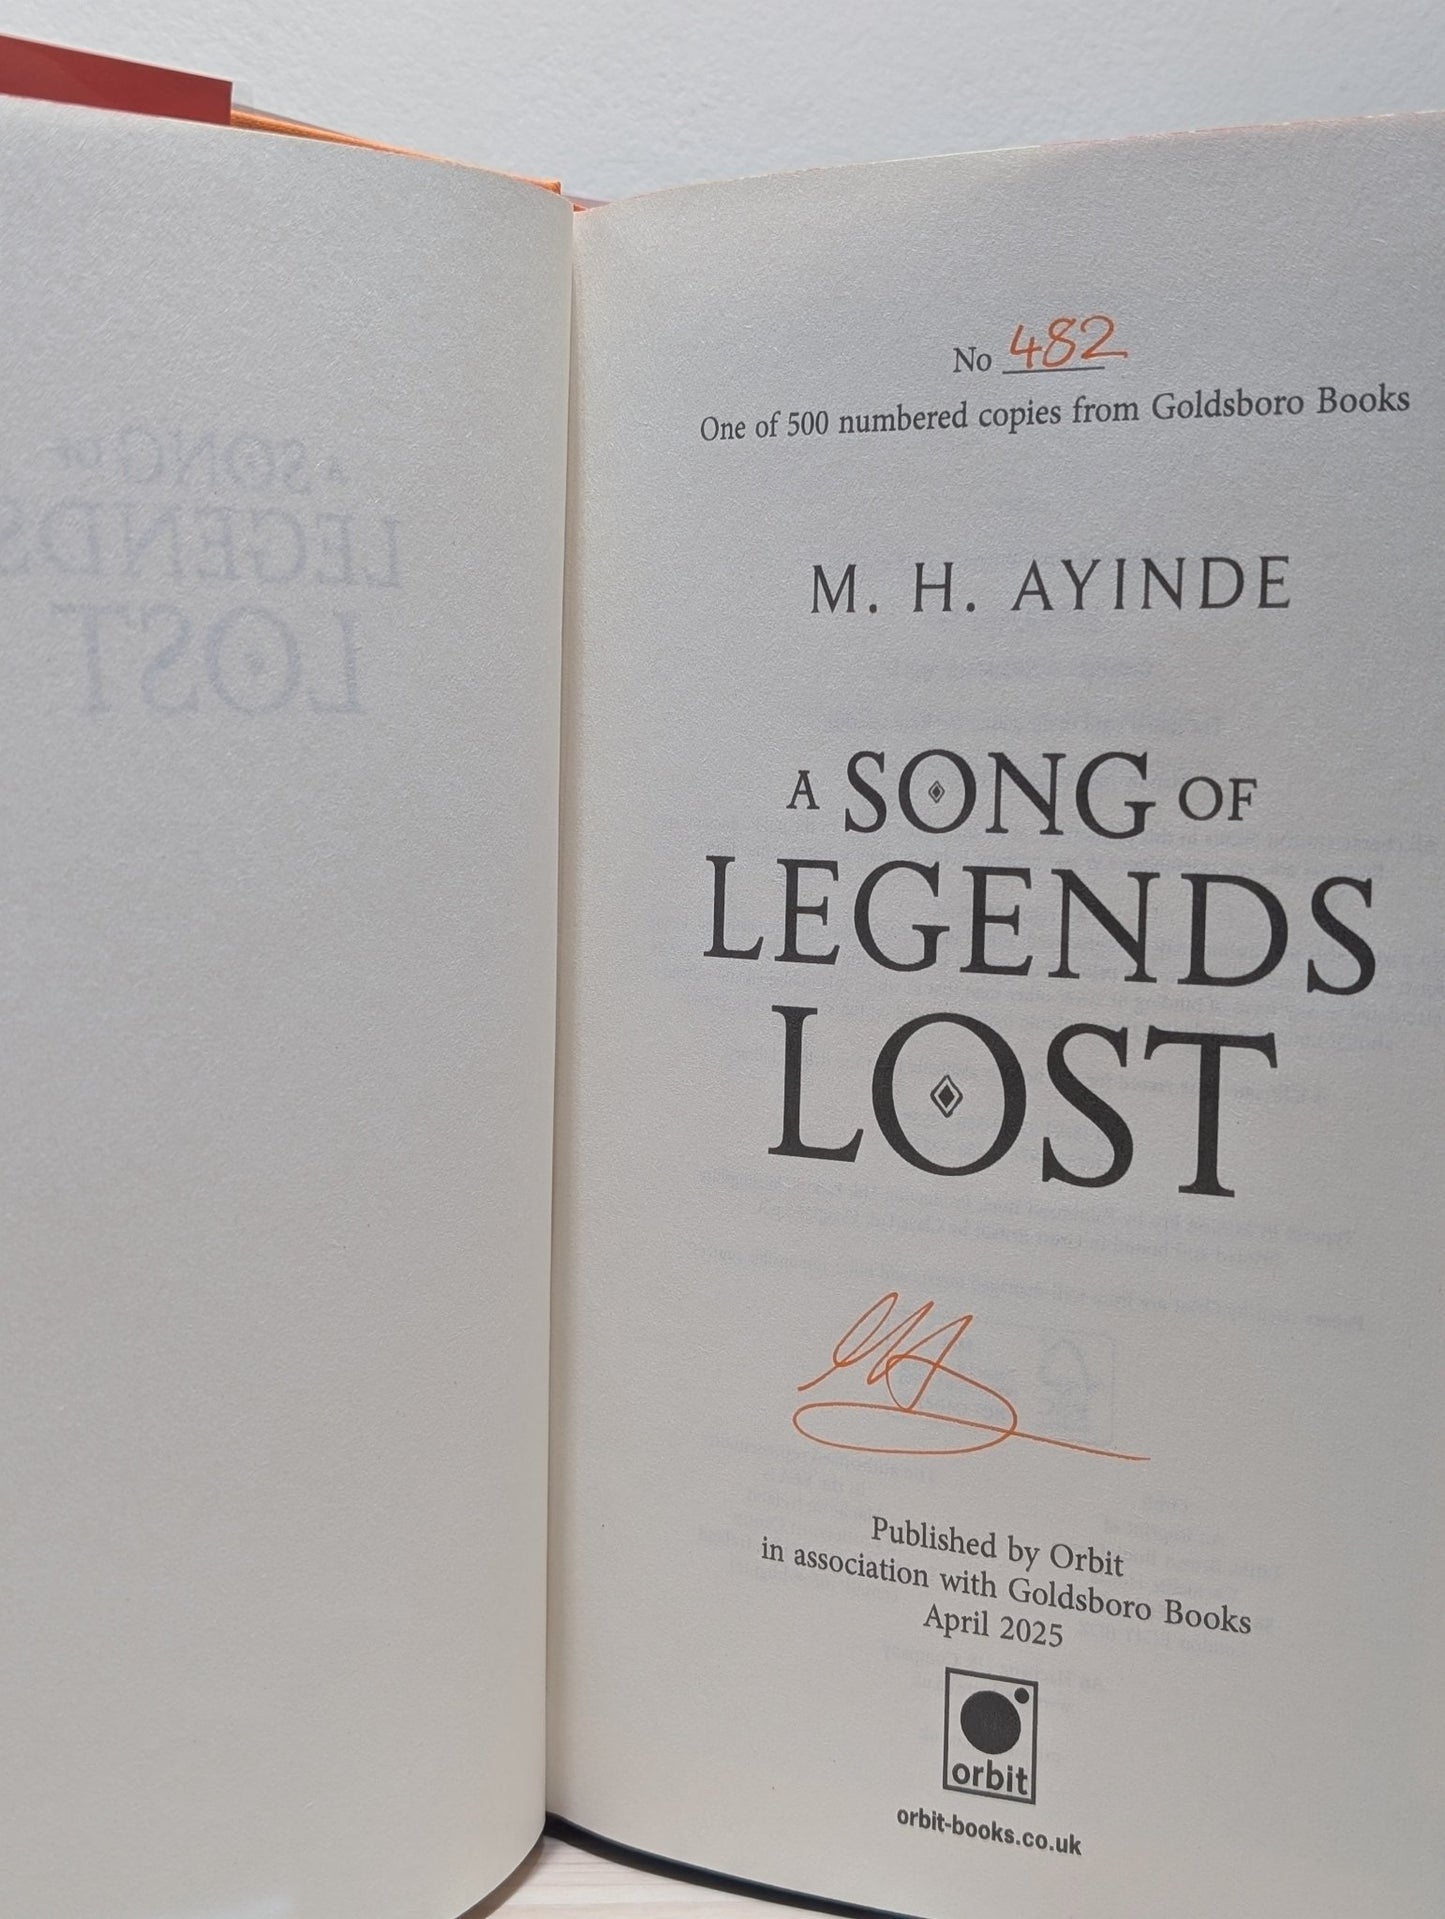 No 482
One of 500 numbered copies from Goldsboro Books
M. H. AYINDE
A SONG OF
LEGENDS
LOST
Published by Orbit
in association with Goldsboro Books
April 2025
orbit
orbit-books.co.uk